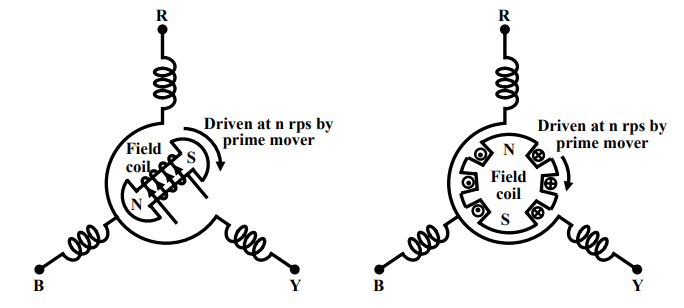 R
Driven at n rps by
prime mover
Field
coil
S
N
B
Y
R
Driven at n rps by
prime mover
N
Field
coil
S
B
Y